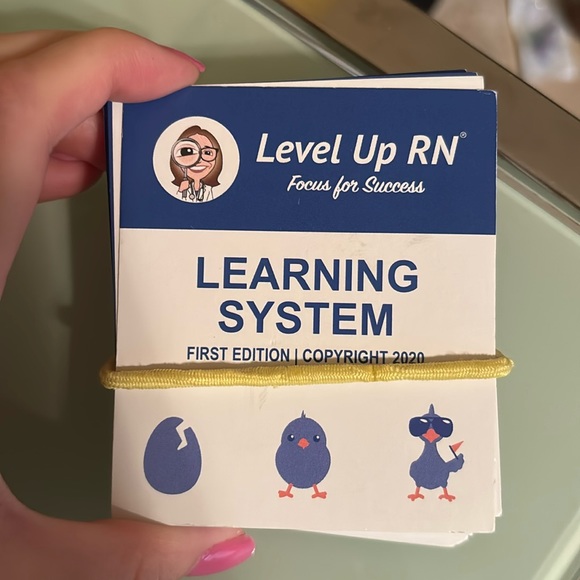 Level Up RN®
Focus for Success
LEARNING
SYSTEM
FIRST EDITION | COPYRIGHT 2020